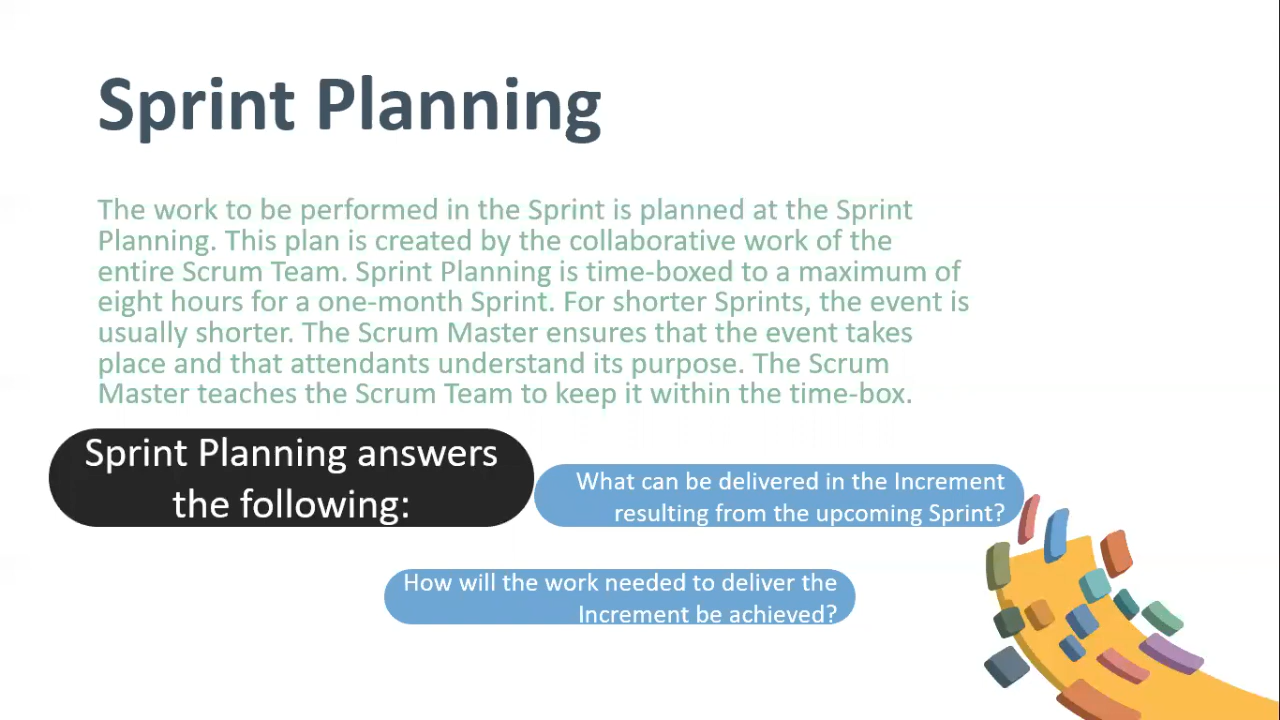 Sprint Planning
The work to be performed in the Sprint is planned at the Sprint
Planning. This plan is created by the collaborative work of the
entire Scrum Team. Sprint Planning is time-boxed to a maximum of
eight hours for a one-month Sprint. For shorter Sprints, the event is
usually shorter. The Scrum Master ensures that the event takes
place and that attendants understand its purpose. The Scrum
Master teaches the Scrum Team to keep it within the time-box.
Sprint Planning answers
the following:
What can be delivered in the Increment
resulting from the upcoming Sprint?
How will the work needed to deliver the
Increment be achieved?